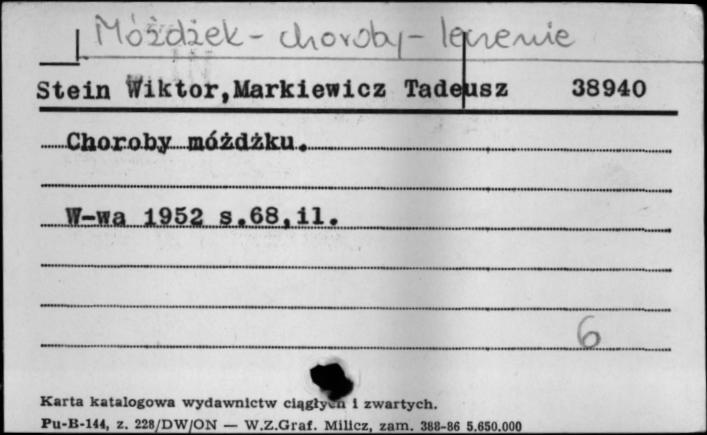 Móżdżek - choroby - leczenie
Stein Wiktor,Markiewicz Tadeusz 38940
Choroby móżdżku.
W-wa 1952 s.68,il.
6
Karta katalogowa wydawnictw ciągłych i zwartych.
Pu-B-144, z. 228/DW/ON — W.Z.Graf. Milicz, zam. 388-86 5.650.000